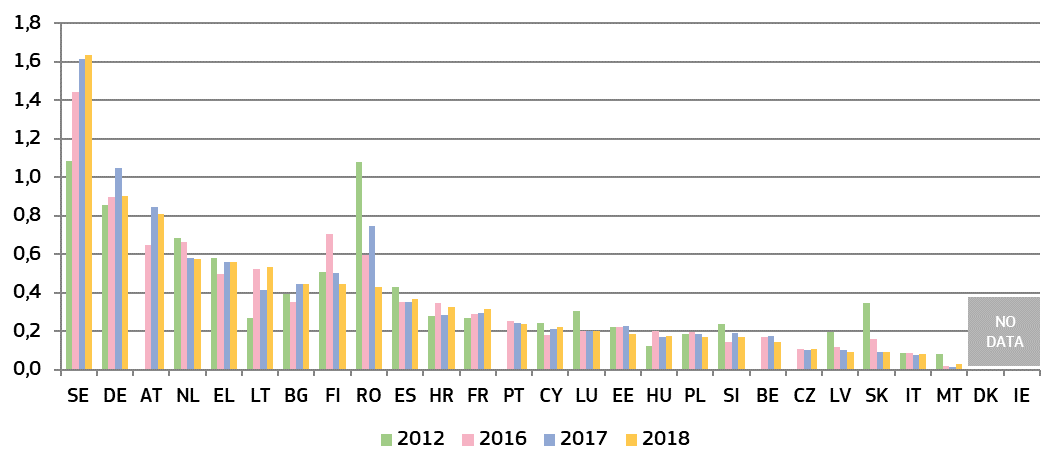 1,8
1,6
1,4
1,2
1,0
0,8
0,6
0,4
0,2
0,0
NO
DATA
SE DE AT NL EL LT BG FI RO ES HR FR PT CY LU EE HU PL SI BE CZ LV SK IT MT DK IE
2012 2016 2017 2018